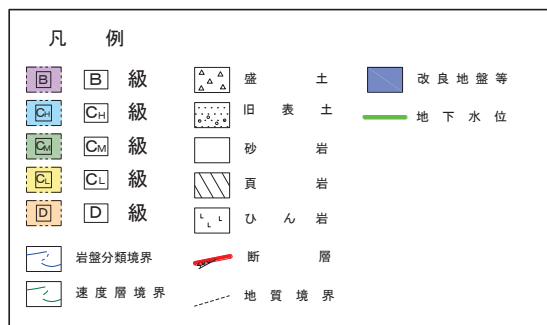 凡例
B B 級 盛土 改良地盤等
CH CH 級 旧表土 地下水位
CM CM 級 砂岩
CL CL 級 頁岩
D D 級 ひん岩
岩盤分類境界 断層
速度層境界 地質境界